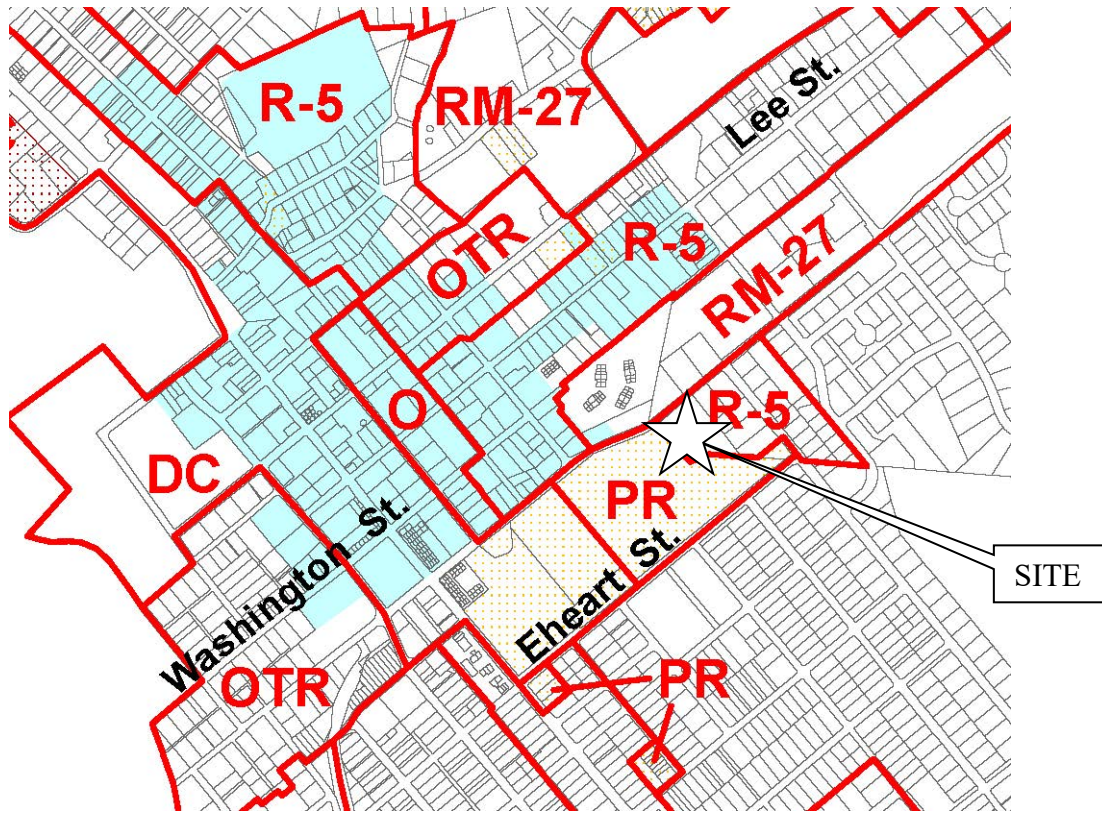 R-5
RM-27
Lee St.
OTR
R-5
RM-27
O
R-5
DC
PR
Washington St.
Eheart St.
SITE
OTR
PR